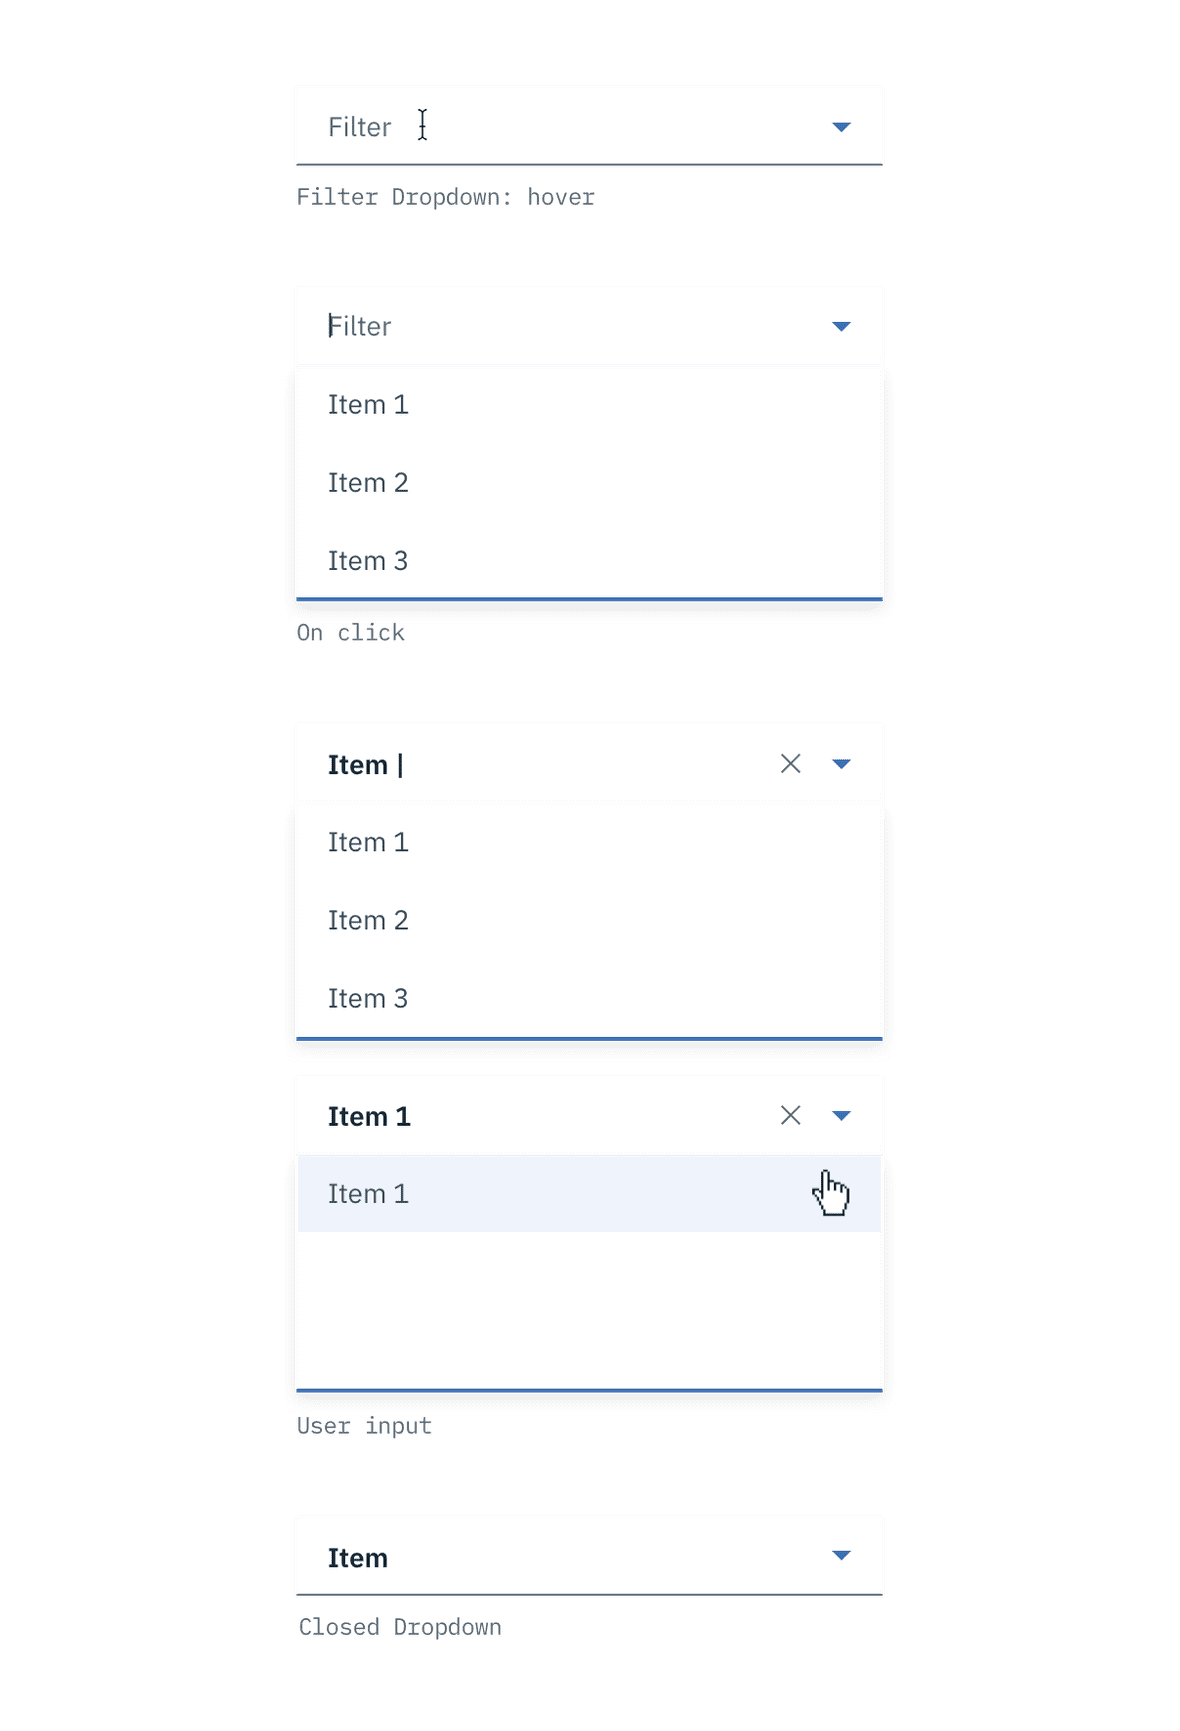 Filter
Filter Dropdown: hover
Filter
Item 1
Item 2
Item 3
On click
Item
Item 1
Item 2
Item 3
Item 1
Item 1
User input
Item
Closed Dropdown